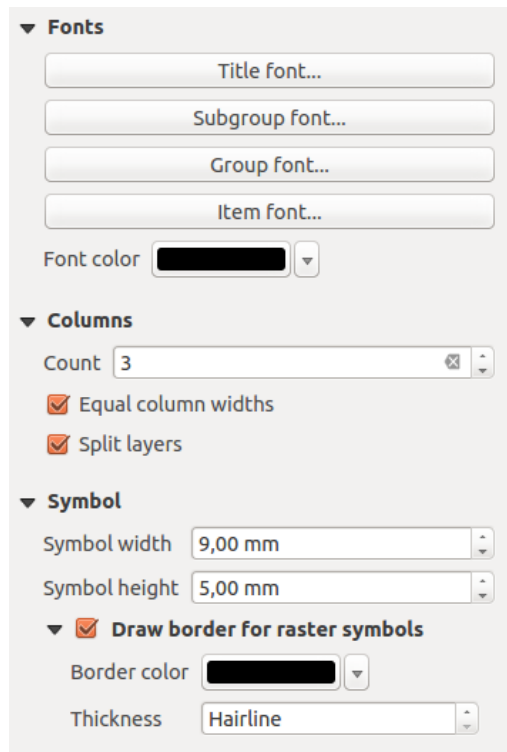 Fonts
Title font...
Subgroup font...
Group font...
Item font...
Font color
Columns
Count 3
Equal column widths
Split layers
Symbol
Symbol width 9,00 mm
Symbol height 5,00 mm
Draw border for raster symbols
Border color
Thickness Hairline